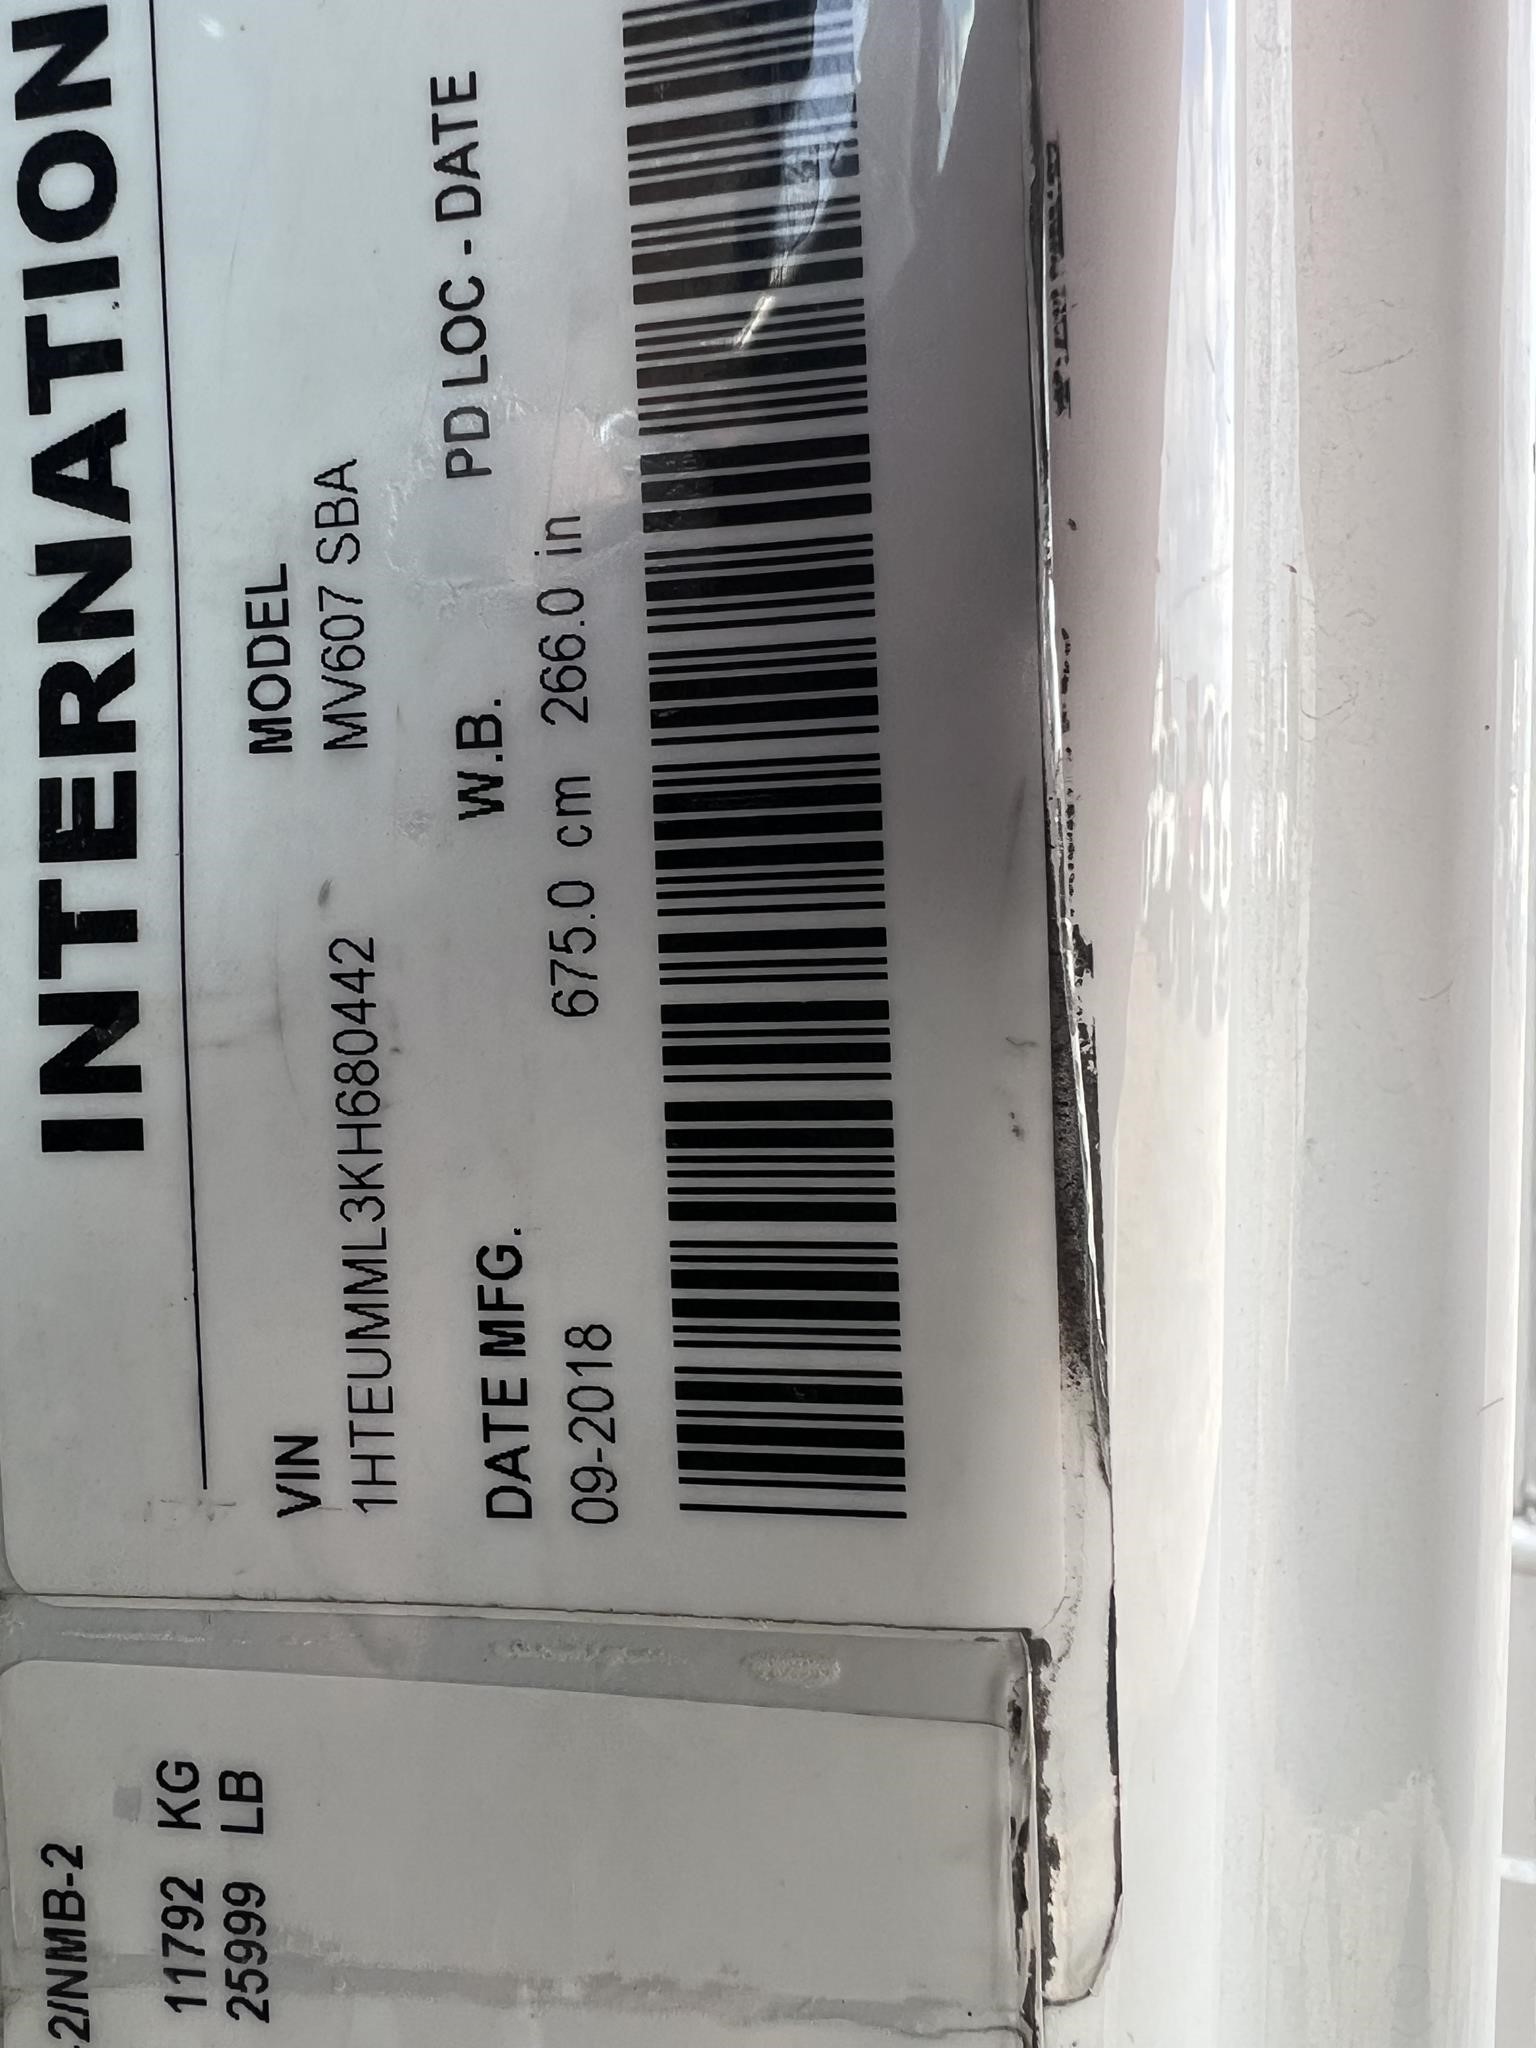 INTERNATION
VIN MODEL
1HTEUMML3KH680442 MV607 SBA
DATE MFG. W.B. PD LOC - DATE
09-2018 675.0 cm 266.0 in
-2/NMB-2
11792 KG
25999 LB